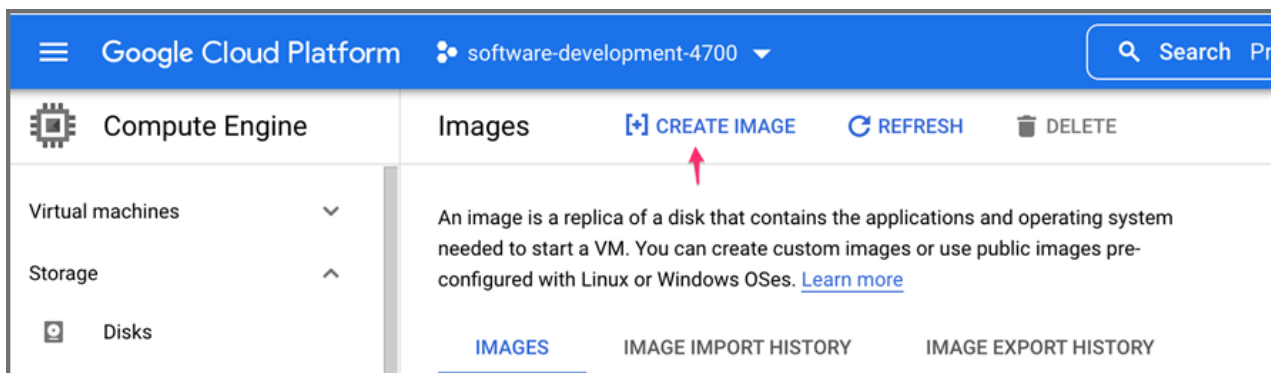 Google Cloud Platform software-development-4700 Search Pr
Compute Engine Images [+] CREATE IMAGE REFRESH DELETE
Virtual machines
Storage
Disks
An image is a replica of a disk that contains the applications and operating system
needed to start a VM. You can create custom images or use public images pre-
configured with Linux or Windows OSes. Learn more
IMAGES IMAGE IMPORT HISTORY IMAGE EXPORT HISTORY